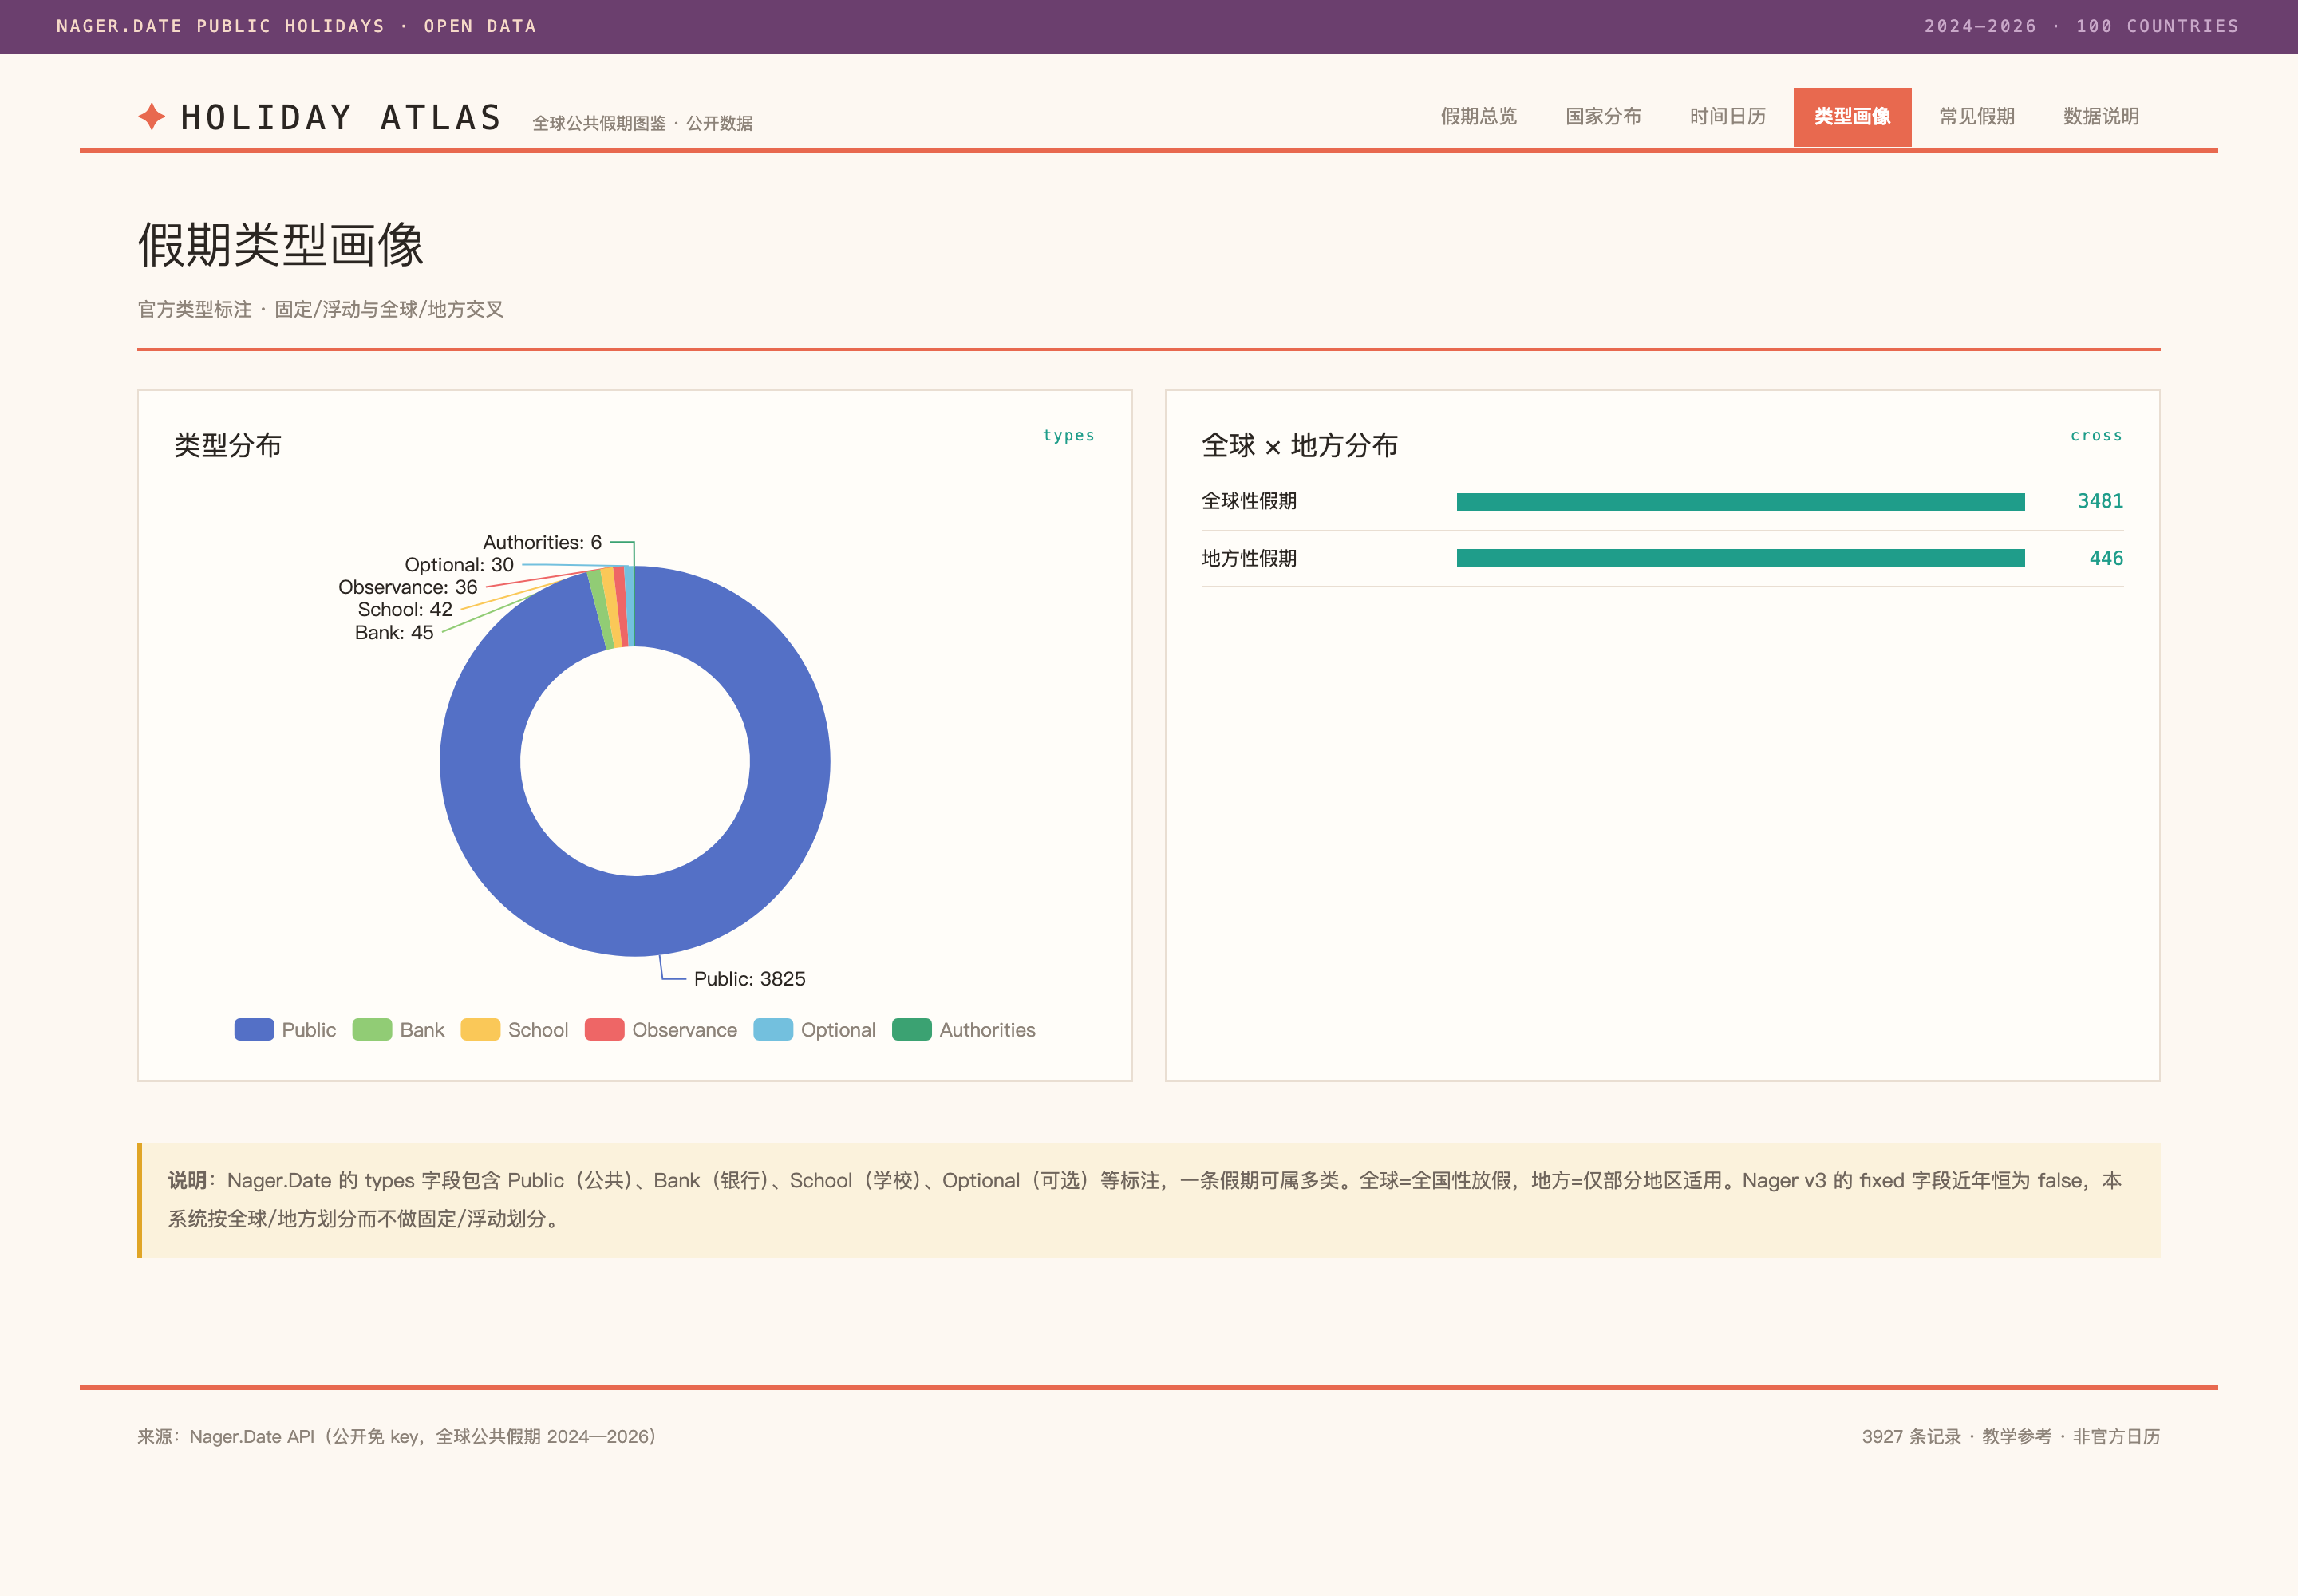 NAGER.DATE PUBLIC HOLIDAYS · OPEN DATA
2024—2026 · 100 COUNTRIES
HOLIDAY ATLAS
全球公共假期图鉴 · 公开数据
假期总览
国家分布
时间日历
类型画像
常见假期
数据说明
假期类型画像
官方类型标注 · 固定/浮动与全球/地方交叉
类型分布
types
Authorities: 6
Optional: 30
Observance: 36
School: 42
Bank: 45
Public: 3825
Public
Bank
School
Observance
Optional
Authorities
全球 × 地方分布
cross
全球性假期
3481
地方性假期
446
说明：Nager.Date 的 types 字段包含 Public（公共）、Bank（银行）、School（学校）、Optional（可选）等标注，一条假期可属多类。全球=全国性放假，地方=仅部分地区适用。Nager v3 的 fixed 字段近年恒为 false，本
系统按全球/地方划分而不做固定/浮动划分。
来源：Nager.Date API（公开免 key，全球公共假期 2024—2026）
3927 条记录 · 教学参考 · 非官方日历